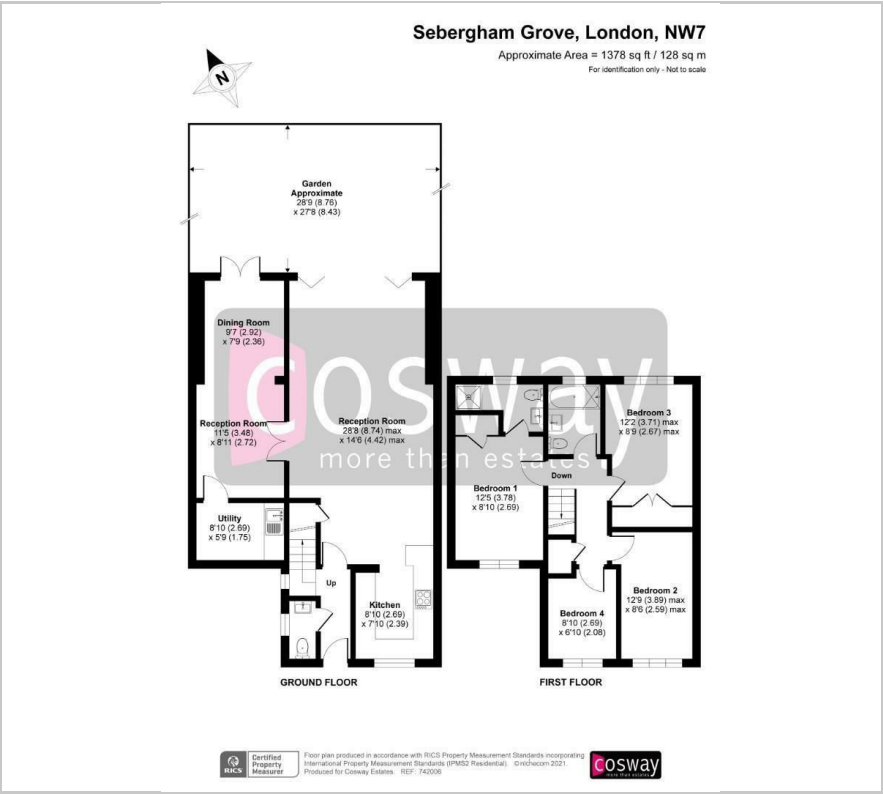 Sebergham Grove, London, NW7
Approximate Area = 1378 sq ft / 128 sq m
For identification only - Not to scale
N
Garden
Approximate
28'9 (8.76)
x 27'8 (8.43)
Dining Room
9'7 (2.92)
x 7'9 (2.36)
Reception Room
11'5 (3.48)
x 8'11 (2.72)
Reception Room
28'8 (8.74) max
x 14'6 (4.42) max
cosway
more than estates
Utility
8'10 (2.69)
x 5'9 (1.75)
Up
Kitchen
8'10 (2.69)
x 7'10 (2.39)
GROUND FLOOR
Bedroom 3
12'2 (3.71) max
x 8'9 (2.67) max
Down
Bedroom 1
12'5 (3.78)
x 8'10 (2.69)
Bedroom 2
12'9 (3.89) max
x 8'6 (2.59) max
Bedroom 4
8'10 (2.69)
x 6'10 (2.08)
FIRST FLOOR
RICS
Certified
Property
Measurer
Floor plan produced in accordance with RICS Property Measurement Standards incorporating
International Property Measurement Standards (IPMS2 Residential). © nichecom 2021.
Produced for Cosway Estates. REF: 742006
cosway
more than estates